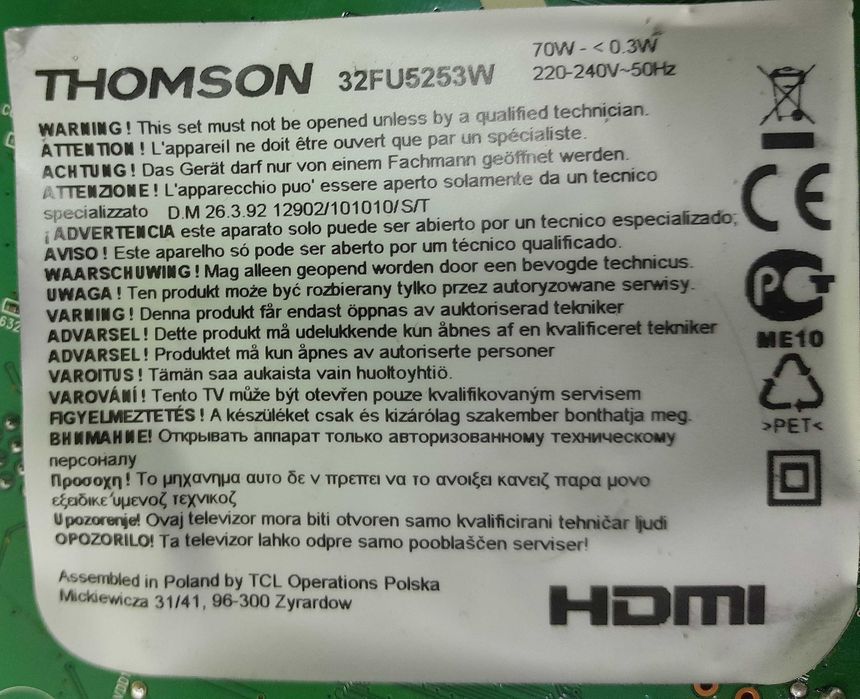 THOMSON 32FU5253W
70W - < 0.3W
220-240V~50Hz
WARNING! This set must not be opened unless by a qualified technician.
ATTENTION! L'appareil ne doit être ouvert que par un spécialiste.
ACHTUNG! Das Gerät darf nur von einem Fachmann geöffnet werden.
ATTENZIONE! L'apparecchio puo' essere aperto solamente da un tecnico
specializzato D.M 26.3.92 12902/101010/S/T
¡ADVERTENCIA este aparato solo puede ser abierto por un tecnico especializado;
AVISO! Este aparelho só pode ser aberto por um técnico qualificado.
WAARSCHUWING! Mag alleen geopend worden door een bevogde technicus.
UWAGA! Ten produkt może być rozbierany tylko przez autoryzowane serwisy.
VARNING! Denna produkt får endast öppnas av auktoriserad tekniker
ADVARSEL! Dette produkt må udelukkende kun åbnes af en kvalificeret tekniker
ADVARSEL! Produktet må kun åpnes av autoriserte personer
VAROITUS! Tämän saa aukaista vain huoltoyhtiö.
VAROVÁNÍ! Tento TV může být otevřen pouze kvalifikovaným servisem
FIGYELMEZTETÉS! A készüléket csak és kizárólag szakember bonthatja meg.
ВНИМАНИЕ! Открывать аппарат только авторизованному техническому
персоналу
Προσοχη! Το μηχανημα αυτο δε ν πρεπει να το ανοιξει κανειζ παρα μονο
εξειδικε΄υμενοζ τεχνικοζ
Upozorenje! Ovaj televizor mora biti otvoren samo kvalificirani tehničar ljudi
OPOZORILO! Ta televizor lahko odpre samo pooblaščen serviser!
Assembled in Poland by TCL Operations Polska
Mickiewicza 31/41, 96-300 Zyrardow
CE
PCT
ME10
>PET<
HDMI